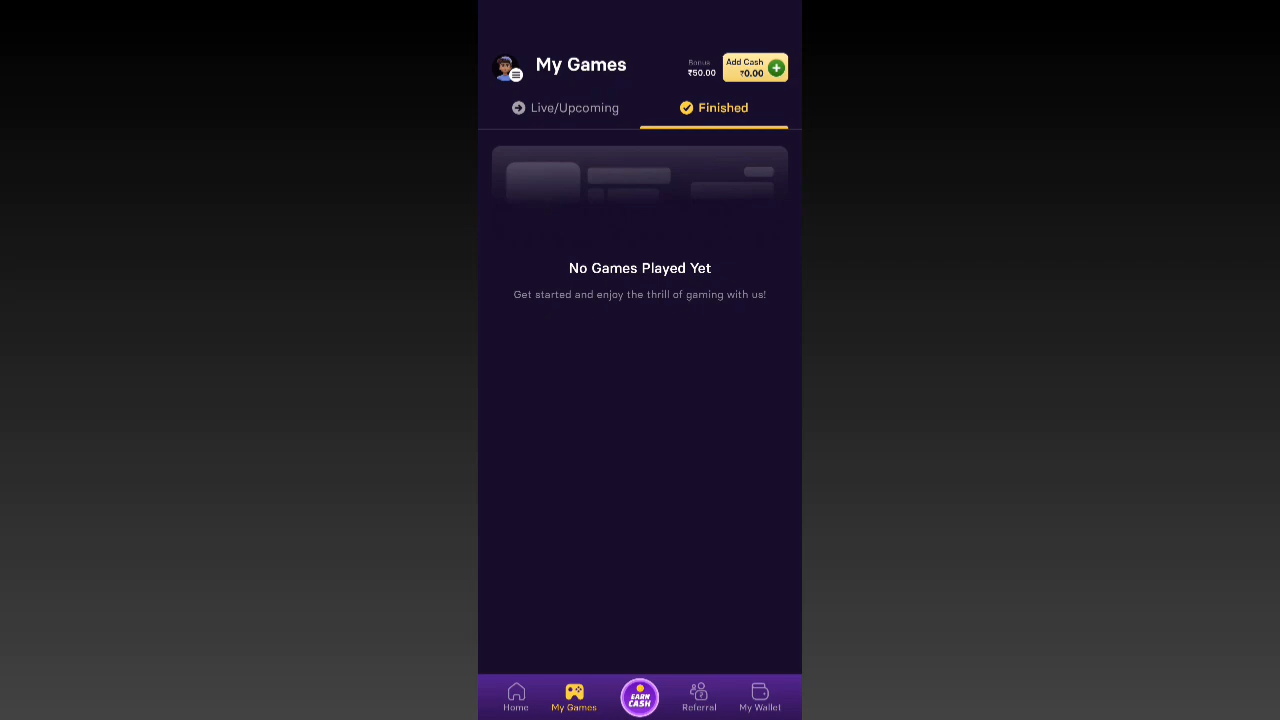 My Games
Bonus
₹50.00
Add Cash
₹0.00
Live/Upcoming
Finished
No Games Played Yet
Get started and enjoy the thrill of gaming with us!
Home
My Games
EARN
CASH
Referral
My Wallet